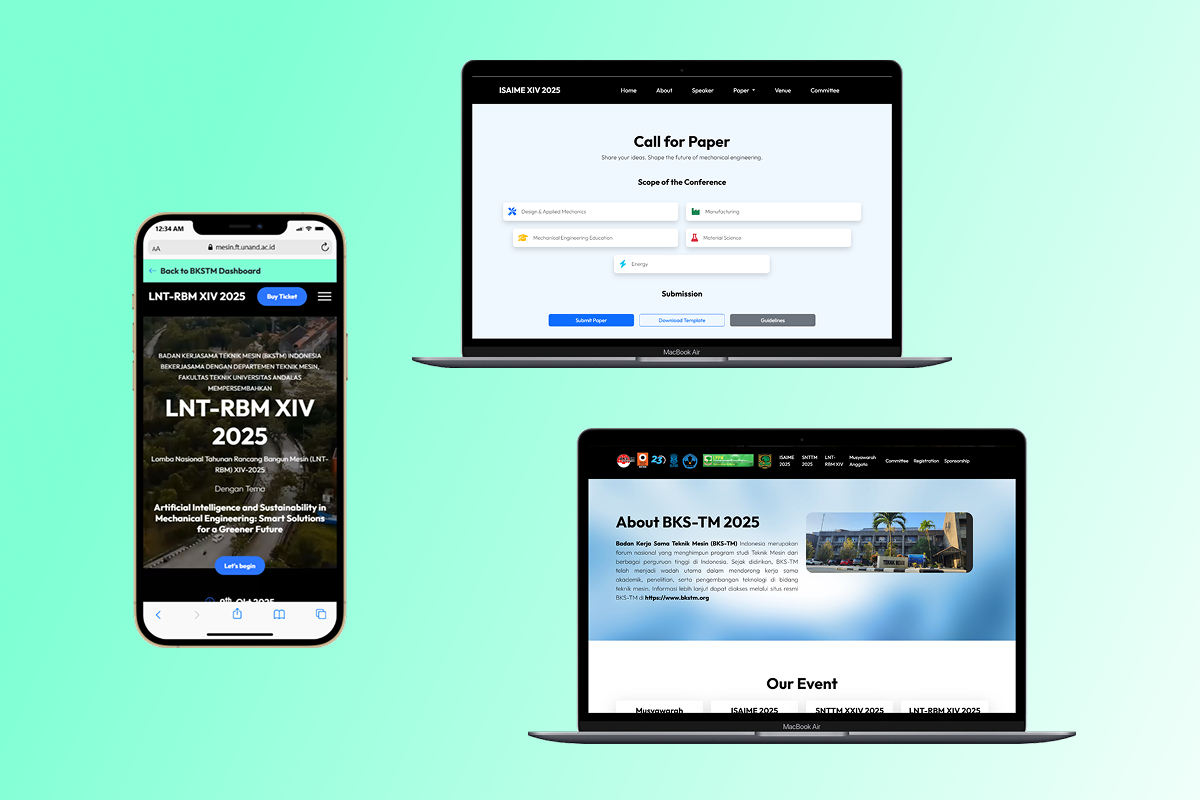 12:34 AM
AA mesin.ft.unand.ac.id
← Back to BKSTM Dashboard
LNT-RBM XIV 2025 Buy Ticket
BADAN KERJASAMA TEKNIK MESIN (BKSTM) INDONESIA
BEKERJASAMA DENGAN DEPARTEMEN TEKNIK MESIN,
FAKULTAS TEKNIK UNIVERSITAS ANDALAS
MEMPERSEMBAHKAN
LNT-RBM XIV
2025
Lomba Nasional Tahunan Rancang Bangun Mesin (LNT-
RBM) XIV-2025
Dengan Tema
Artificial Intelligence and Sustainability in
Mechanical Engineering: Smart Solutions
for a Greener Future
Let's begin
9th Okt 2025
ISAIME XIV 2025 Home About Speaker Paper Venue Committee
Call for Paper
Share your ideas. Shape the future of mechanical engineering.
Scope of the Conference
Design & Applied Mechanics Manufacturing
Mechanical Engineering Education Material Science
Energy
Submission
Submit Paper Download Template Guidelines
MacBook Air
ISAIME 2025 SNTTM 2025 LNT-RBM XIV Musyawarah Anggota Committee Registration Sponsorship
About BKS-TM 2025
Badan Kerja Sama Teknik Mesin (BKS-TM) Indonesia merupakan
forum nasional yang menghimpun program studi Teknik Mesin dari
berbagai perguruan tinggi di Indonesia. Sejak didirikan, BKS-TM
telah menjadi wadah utama dalam mendorong kerja sama
akademik, penelitian, serta pengembangan teknologi di bidang
teknik mesin. Informasi lebih lanjut dapat diakses melalui situs resmi
BKS-TM di https://www.bkstm.org
TEKNIK MESIN
Our Event
Musyawarah ISAIME 2025 SNTTM XXIV 2025 LNT-RBM XIV 2025
MacBook Air